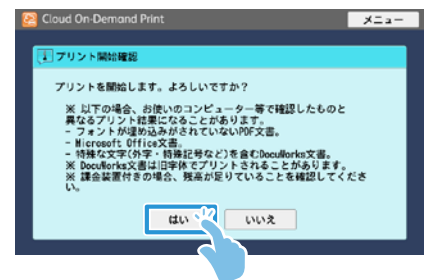 Cloud On-Demand Print
メニュー
プリント開始確認
プリントを開始します。よろしいですか？
※ 以下の場合、お使いのコンピューター等で確認したものと
異なるプリント結果になることがあります。
- フォントが埋め込みがされていないPDF文書。
- Microsoft Office文書。
- 特殊な文字(外字・特殊記号など)を含むDocuWorks文書。
※ DocuWorks文書は旧字体でプリントされることがあります。
※ 課金装置付きの場合、残高が足りていることを確認してくださ
い。
はい
いいえ